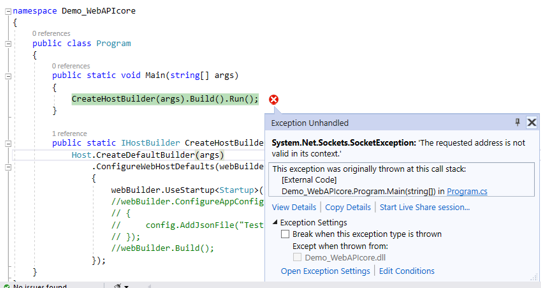 namespace Demo_WebAPIcore
{
0 references
public class Program
{
0 references
public static void Main(string[] args)
{
CreateHostBuilder(args).Build().Run();
}
1 reference
public static IHostBuilder CreateHostBuilder
Host.CreateDefaultBuilder(args)
.ConfigureWebHostDefaults(webBuilder
{
webBuilder.UseStartup<Startup>(
//webBuilder.ConfigureAppConfig
// {
// config.AddJsonFile("Test
// });
//webBuilder.Build();
});
}
Exception Unhandled
System.Net.Sockets.SocketException: 'The requested address is not
valid in its context.'
This exception was originally thrown at this call stack:
[External Code]
Demo_WebAPIcore.Program.Main(string[]) in Program.cs
View Details | Copy Details | Start Live Share session...
Exception Settings
Break when this exception type is thrown
Except when thrown from:
Demo_WebAPIcore.dll
Open Exception Settings | Edit Conditions
No issues found